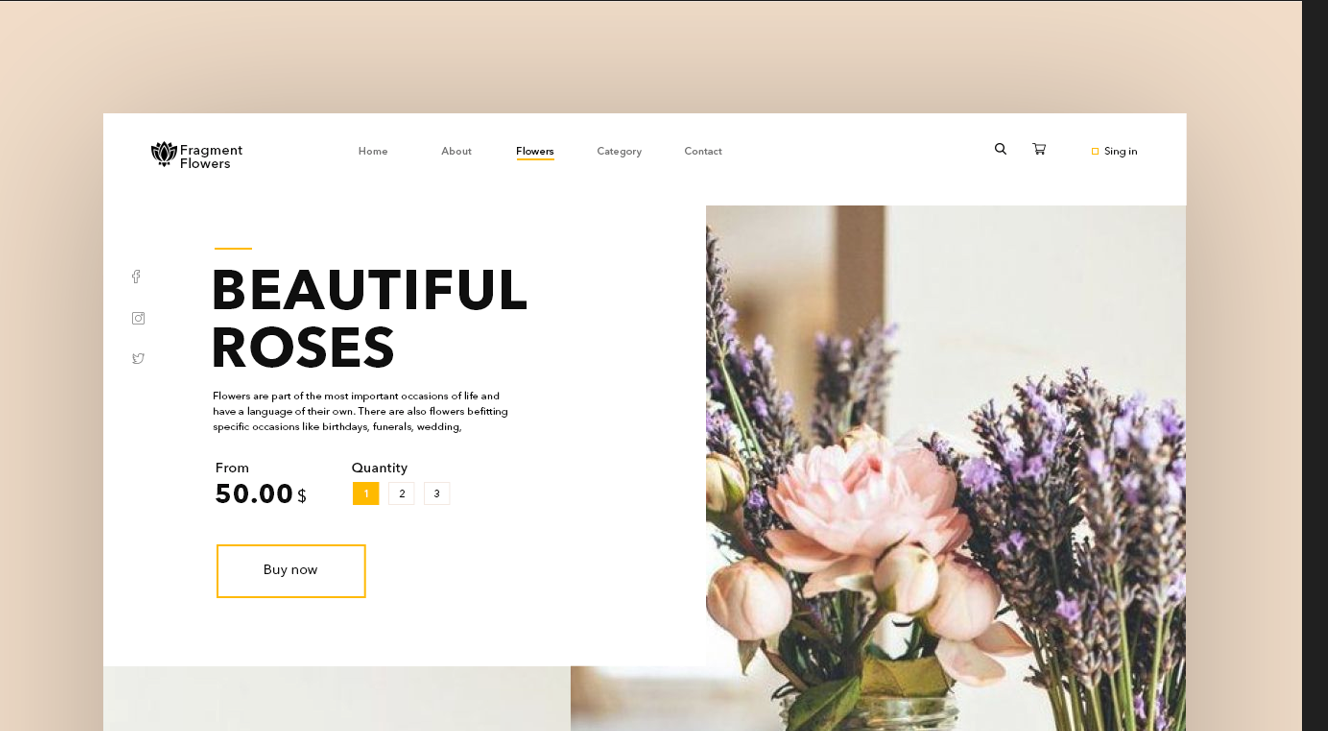 Fragment
Flowers
Home About Flowers Category Contact
Sing in
BEAUTIFUL
ROSES
Flowers are part of the most important occasions of life and
have a language of their own. There are also flowers befitting
specific occasions like birthdays, funerals, wedding,
From Quantity
50.00 $ 1 2 3
Buy now